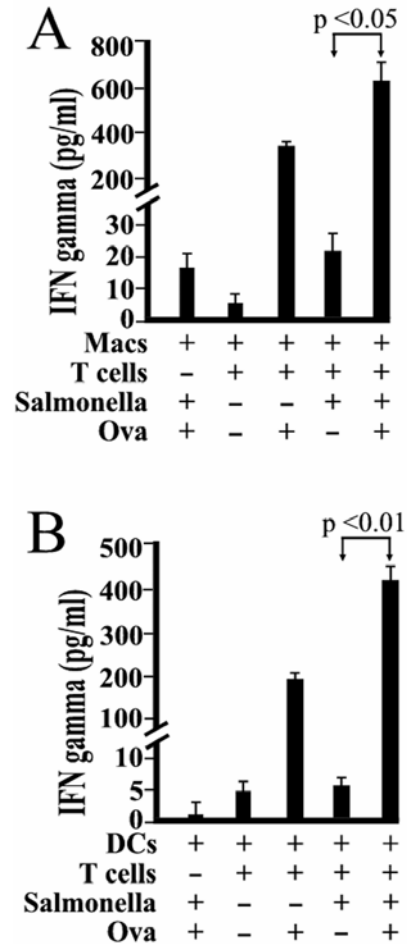 A
p <0.05
IFN gamma (pg/ml)
800
600
400
200
30
20
10
0
Macs + + + + +
T cells – + + + +
Salmonella + – – + +
Ova + – + – +
B
p <0.01
IFN gamma (pg/ml)
500
400
300
200
100
10
5
0
DCs + + + + +
T cells – + + + +
Salmonella + – – + +
Ova + – + – +